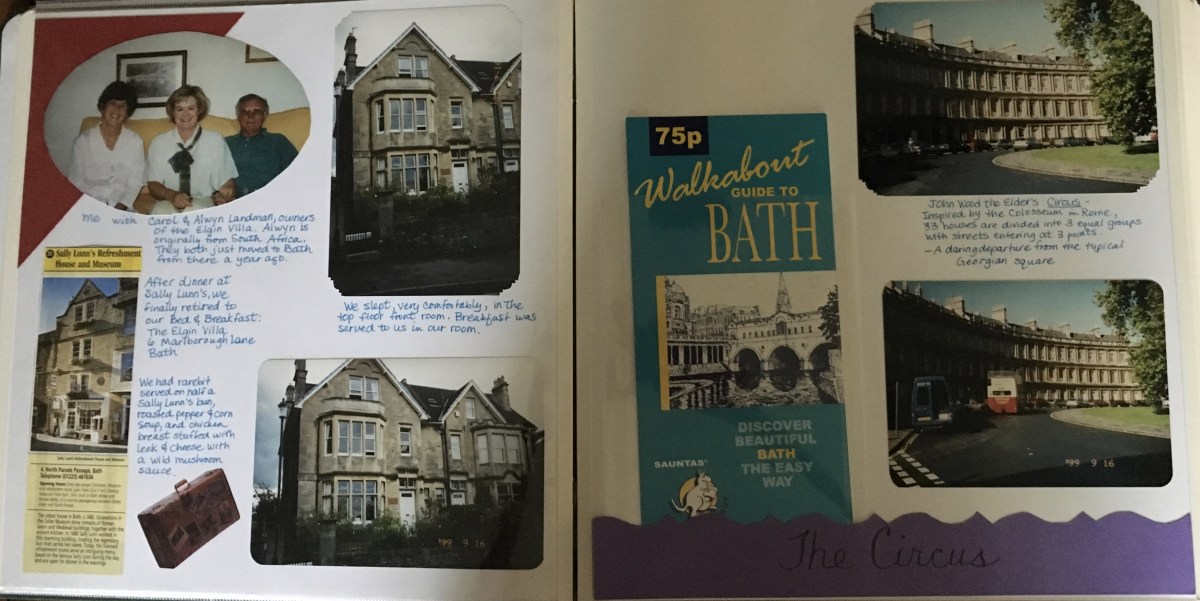 Me with Carol & Alwyn Landman, owners
of the Elgin Villa. Alwyn is
originally from South Africa.
They both just moved to Bath
from there a year ago.
Sally Lunn's Refreshment
House and Museum
After dinner at
Sally Lunn's, we
finally retired to
our Bed & Breakfast:
The Elgin Villa
6 Marlborough Lane
Bath
We had rarebit
served on half a
Sally Lunn's bun,
roasted pepper & corn
soup, and chicken
breast stuffed with
leek & cheese with
a wild mushroom
sauce
Sally Lunn's Refreshment House and Museum
4, North Parade Passage, Bath
We slept, very comfortably, in the
top floor front room. Breakfast was
served to us in our room.
'99 9 16
75p
Walkabout
GUIDE TO
BATH
DISCOVER
BEAUTIFUL
BATH
THE EASY
WAY
SAUNTAS
John Wood the Elder's Circus -
Inspired by the Colosseum in Rome,
33 houses are divided into 3 equal groups
with streets entering at 3 points.
- A daring departure from the typical
Georgian square
'99 9 16
The Circus